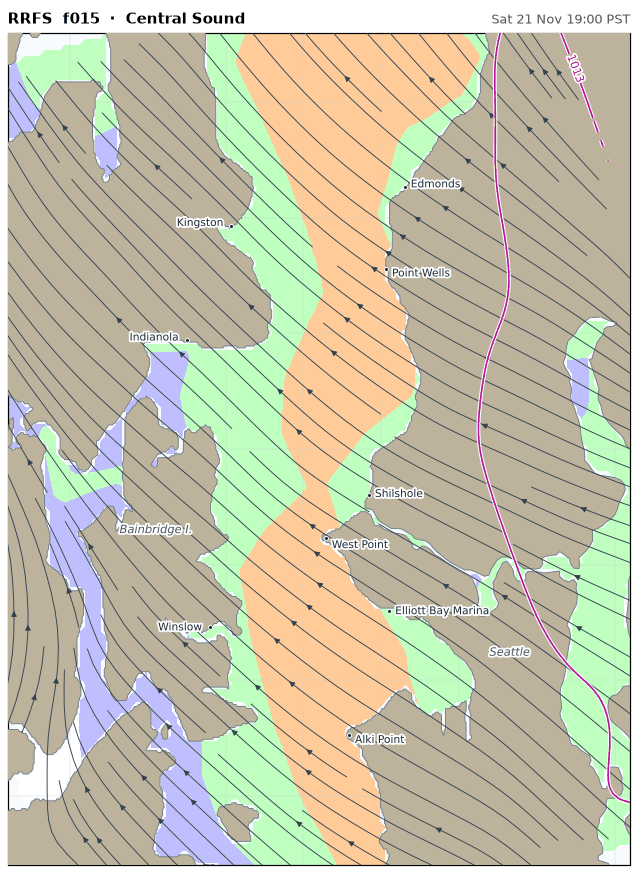 RRFS f015 · Central Sound
Sat 21 Nov 19:00 PST
1013
Edmonds
Kingston
Point Wells
Indianola
Shilshole
Bainbridge I.
West Point
Elliott Bay Marina
Winslow
Seattle
Alki Point